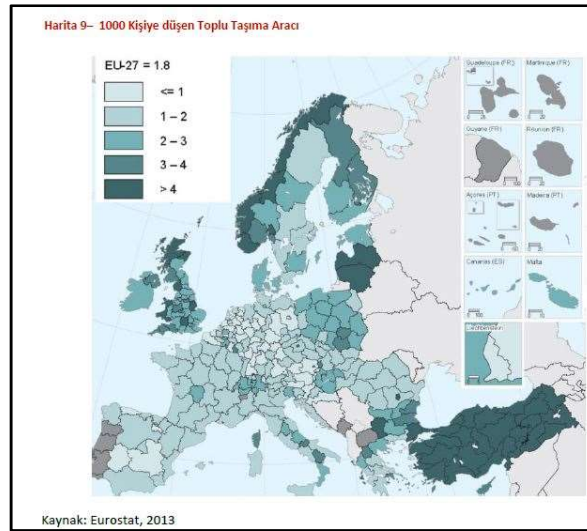 Harita 9– 1000 Kişiye düşen Toplu Taşıma Aracı
EU-27 = 1.8
<= 1
1 – 2
2 – 3
3 – 4
> 4
Guadeloupe (FR)
Martinique (FR)
Guyane (FR)
Réunion (FR)
Açores (PT)
Madeira (PT)
Canarias (ES)
Malta
Liechtenstein
Kaynak: Eurostat, 2013